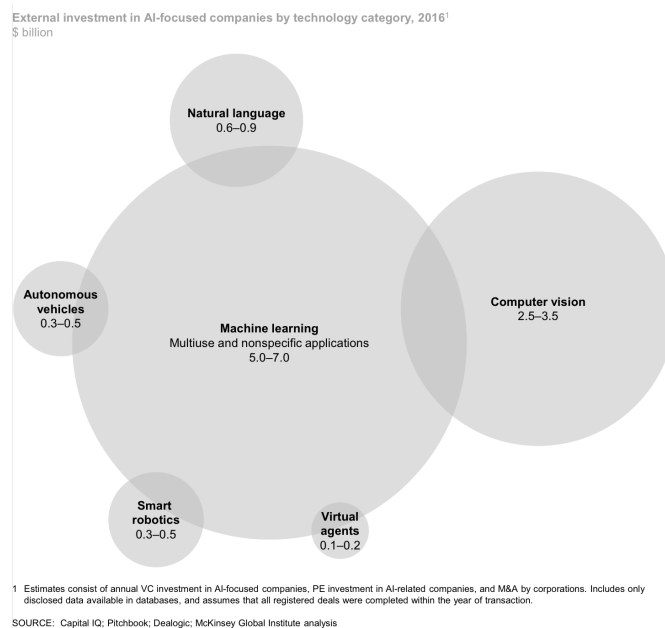 External investment in AI-focused companies by technology category, 2016¹
$ billion
Natural language
0.6–0.9
Autonomous
vehicles
0.3–0.5
Computer vision
2.5–3.5
Machine learning
Multiuse and nonspecific applications
5.0–7.0
Smart
robotics
0.3–0.5
Virtual
agents
0.1–0.2
1 Estimates consist of annual VC investment in AI-focused companies, PE investment in AI-related companies, and M&A by corporations. Includes only
disclosed data available in databases, and assumes that all registered deals were completed within the year of transaction.
SOURCE: Capital IQ; Pitchbook; Dealogic; McKinsey Global Institute analysis